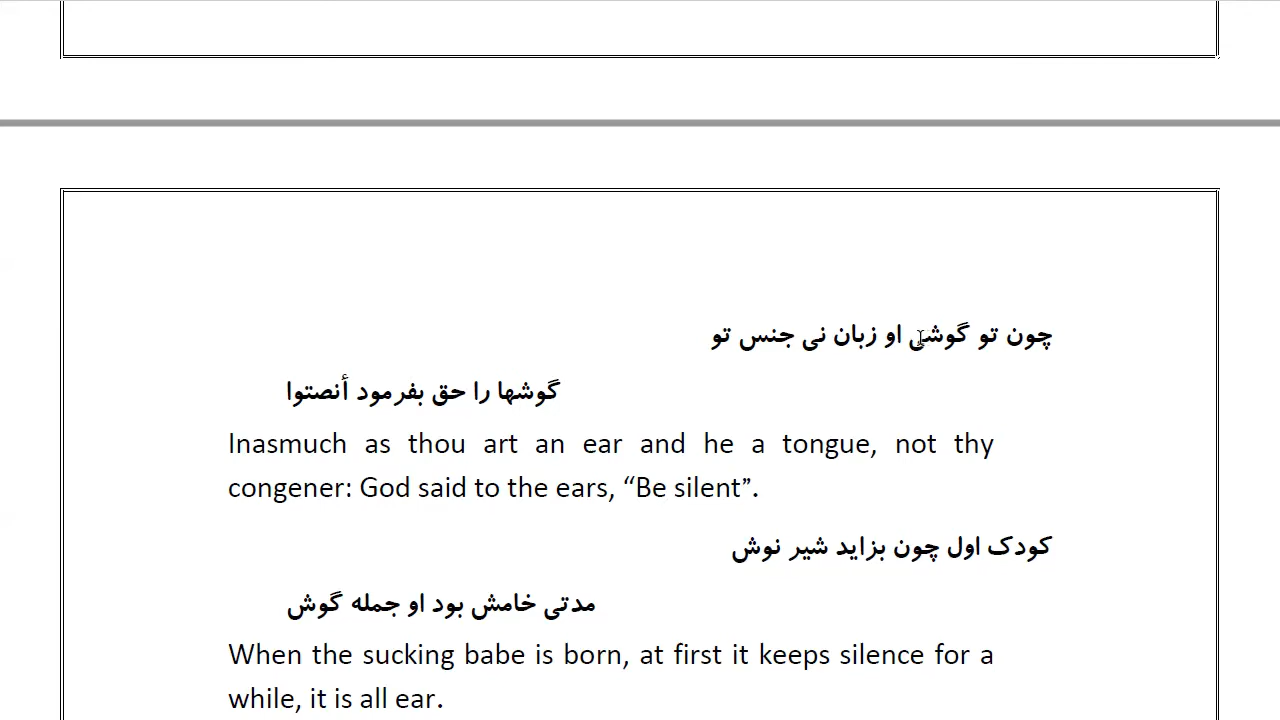 چون تو گوشی او زبان نی جنس تو
گوشها را حق بفرمود أنصتوا
Inasmuch as thou art an ear and he a tongue, not thy
congener: God said to the ears, “Be silent”.
کودک اول چون بزاید شیر نوش
مدتی خامش بود او جمله گوش
When the sucking babe is born, at first it keeps silence for a
while, it is all ear.